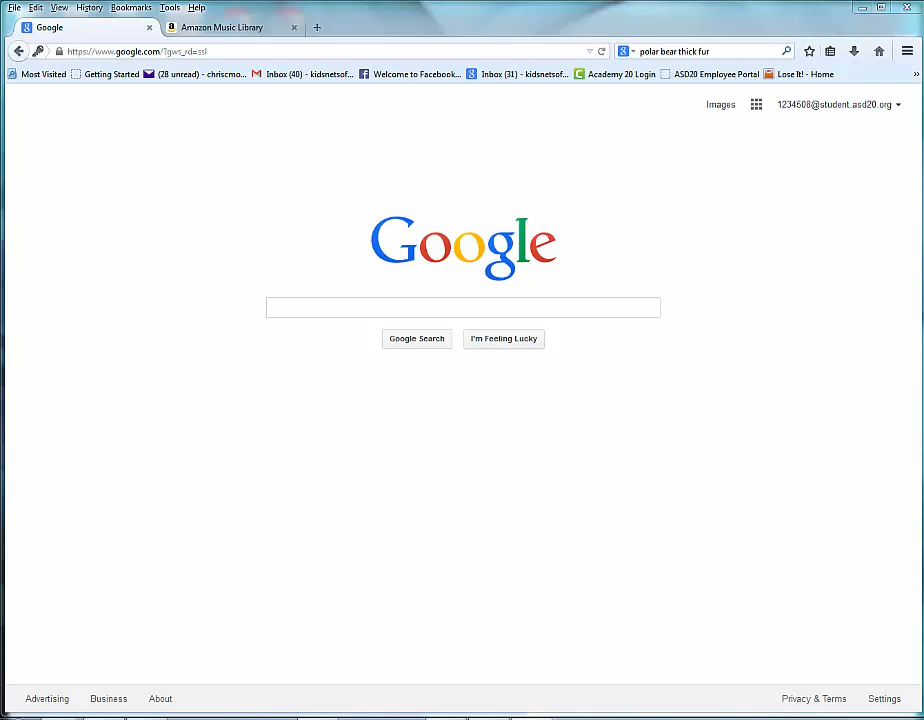 File Edit View History Bookmarks Tools Help
Google Amazon Music Library
https://www.google.com/?gws_rd=ssl polar bear thick fur
Most Visited Getting Started (28 unread) - chrismo... Inbox (40) - kidsnetsof... Welcome to Facebook... Inbox (31) - kidsnetsof... Academy 20 Login ASD20 Employee Portal Lose It! - Home
Images 1234508@student.asd20.org
Google
Google Search I'm Feeling Lucky
Advertising Business About Privacy & Terms Settings